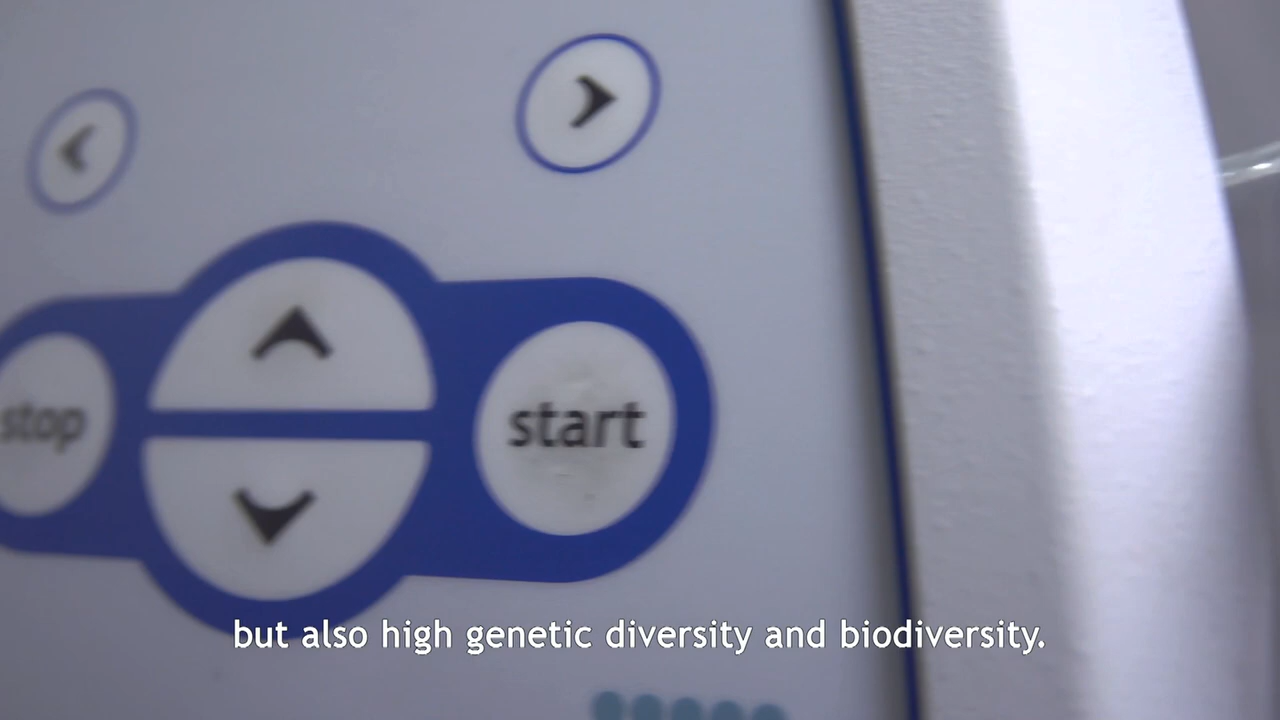 stop
start
but also high genetic diversity and biodiversity.